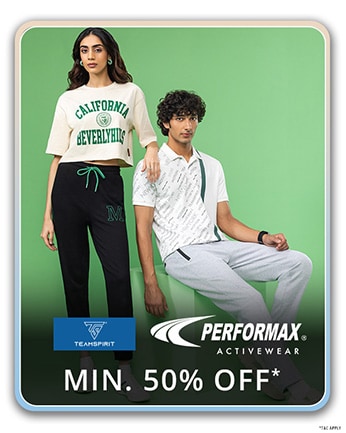 CALIFORNIA
BEVERLYHILLS
M
TEAMSPIRIT
PERFORMAX®
ACTIVEWEAR
MIN. 50% OFF*
*T&C APPLY